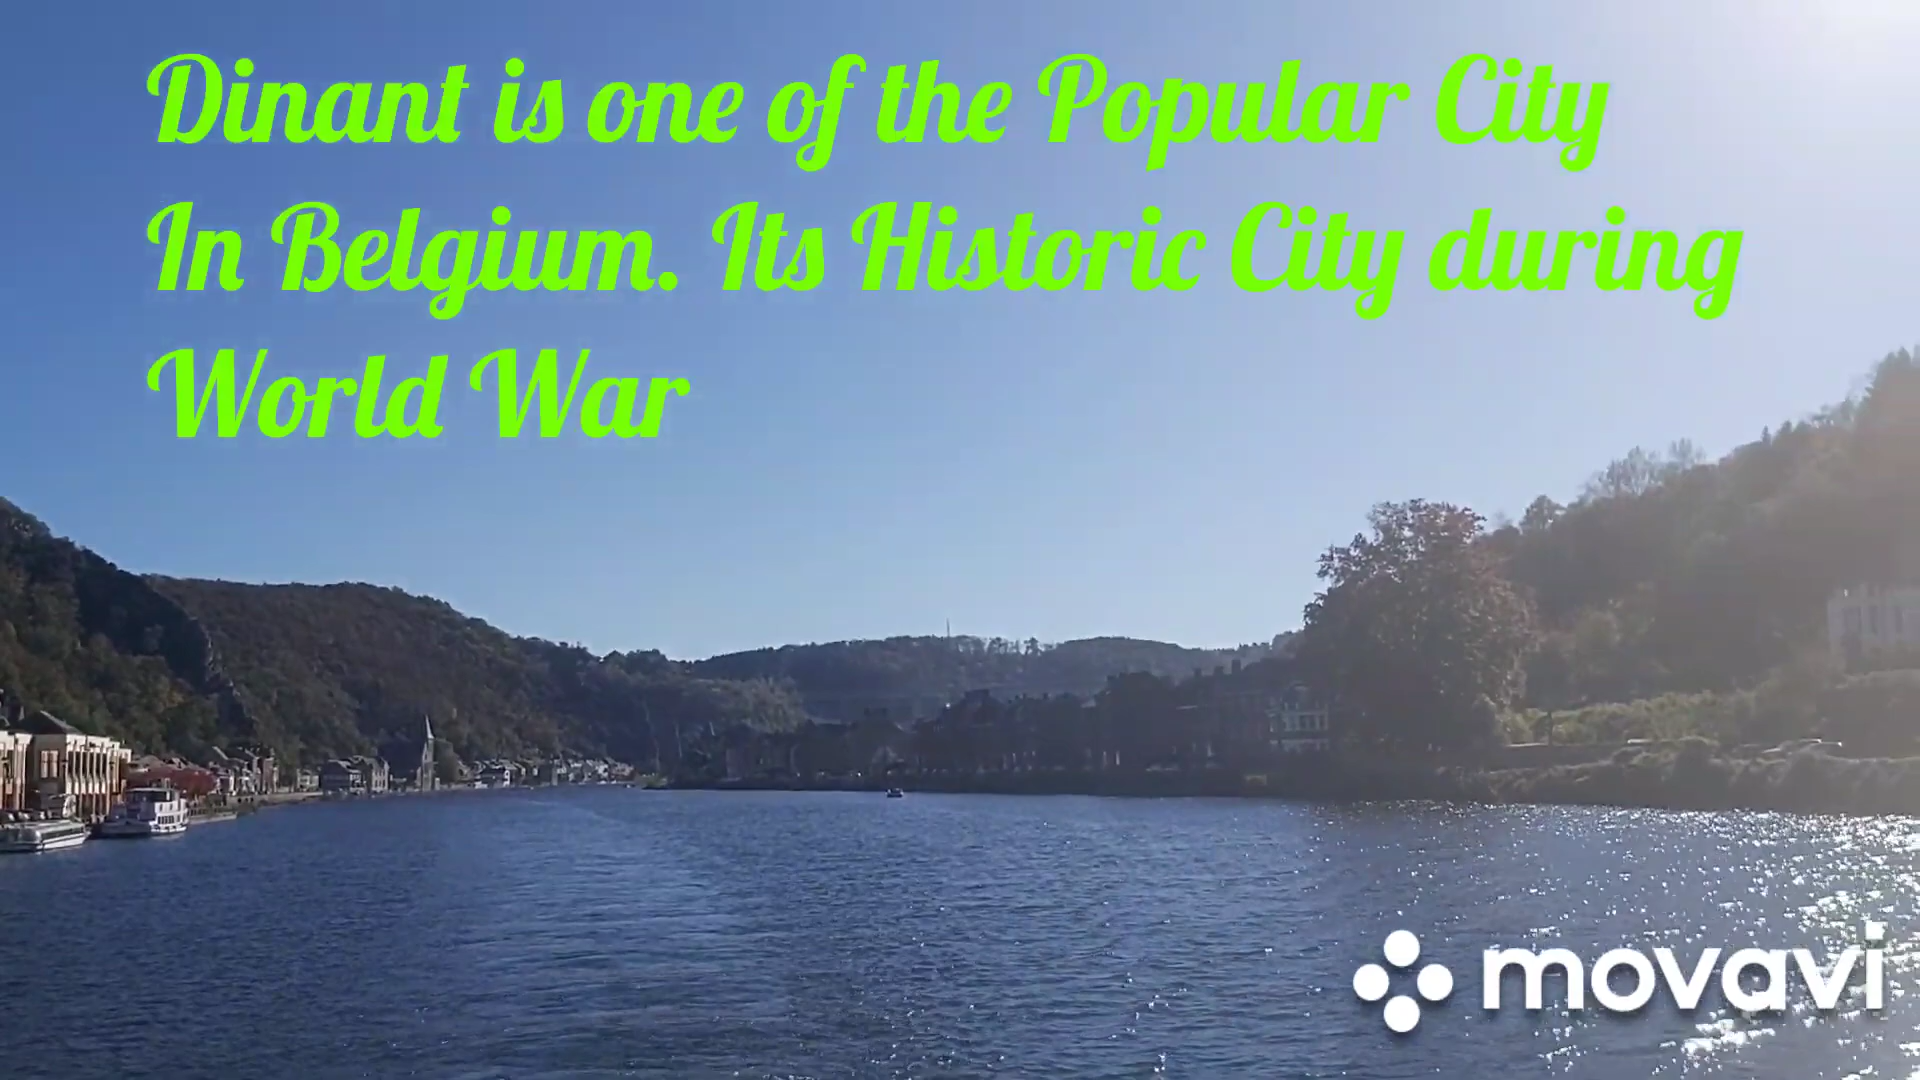 Dinant is one of the Popular City
In Belgium. Its Historic City during
World War
movavi